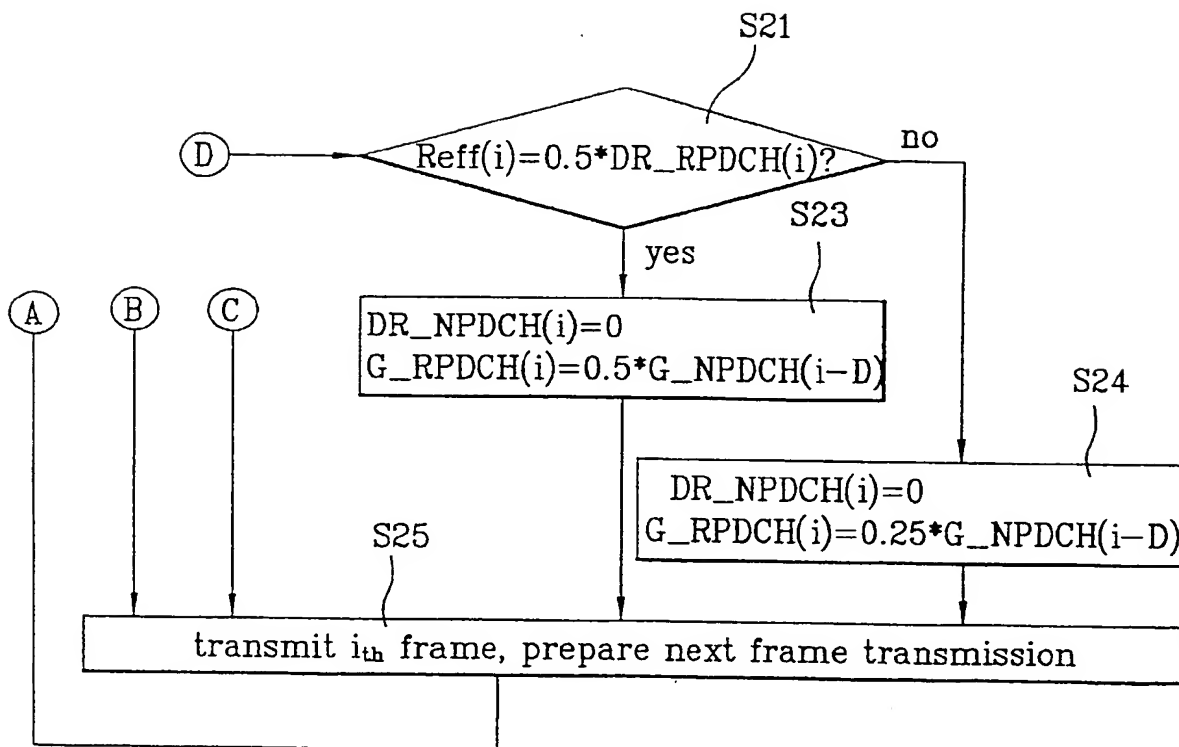 S21
D
Reff(i)=0.5*DR_RPDCH(i)?
no
S23
yes
A
B
C
DR_NPDCH(i)=0
G_RPDCH(i)=0.5*G_NPDCH(i-D)
S24
DR_NPDCH(i)=0
G_RPDCH(i)=0.25*G_NPDCH(i-D)
S25
transmit ith frame, prepare next frame transmission